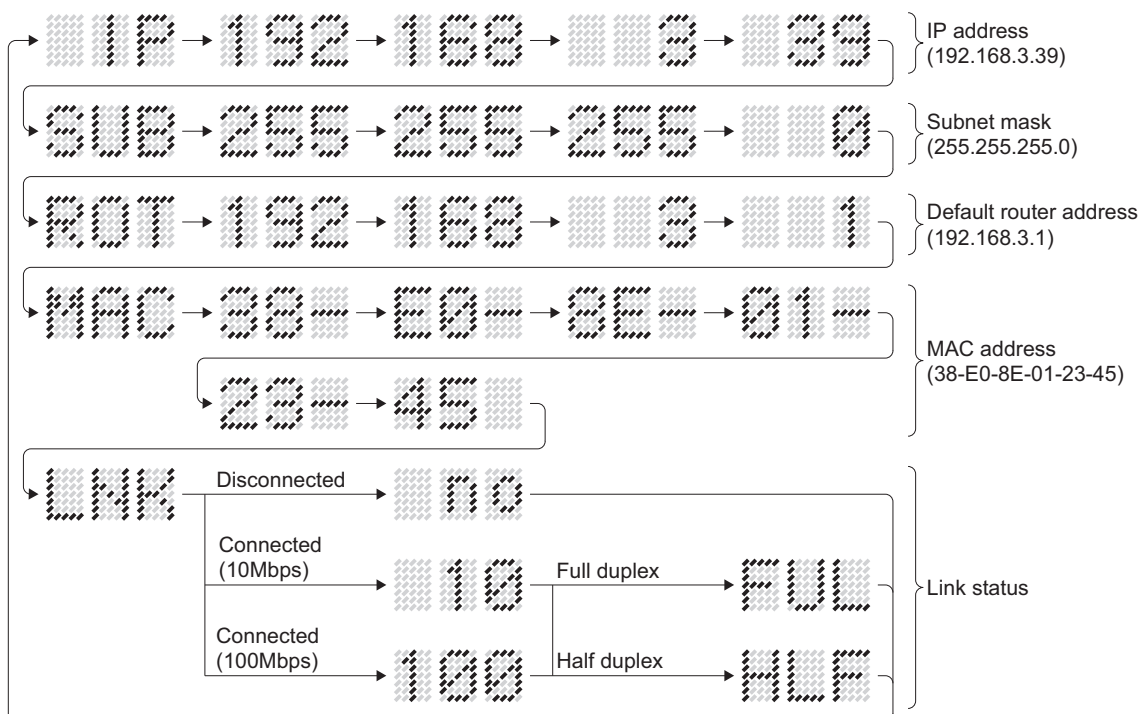 IP 192 168 3 39
IP address
(192.168.3.39)
SUB 255 255 255 0
Subnet mask
(255.255.255.0)
ROT 192 168 3 1
Default router address
(192.168.3.1)
MAC 38- E0- 8E- 01-
23- 45
MAC address
(38-E0-8E-01-23-45)
LNK
Disconnected
no
Connected
(10Mbps)
10
Full duplex
FUL
Connected
(100Mbps)
100
Half duplex
HLF
Link status